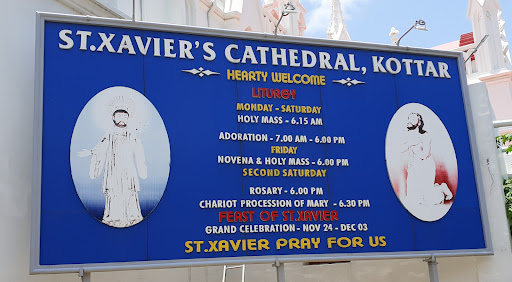 ST.XAVIER'S CATHEDRAL, KOTTAR
HEARTY WELCOME
LITURGY
MONDAY - SATURDAY
HOLY MASS - 6.15 AM
ADORATION - 7.00 AM - 6.00 PM
FRIDAY
NOVENA & HOLY MASS - 6.00 PM
SECOND SATURDAY
ROSARY - 6.00 PM
CHARIOT PROCESSION OF MARY - 6.30 PM
FEAST OF ST.XAVIER
GRAND CELEBRATION - NOV 24 - DEC 03
ST.XAVIER PRAY FOR US